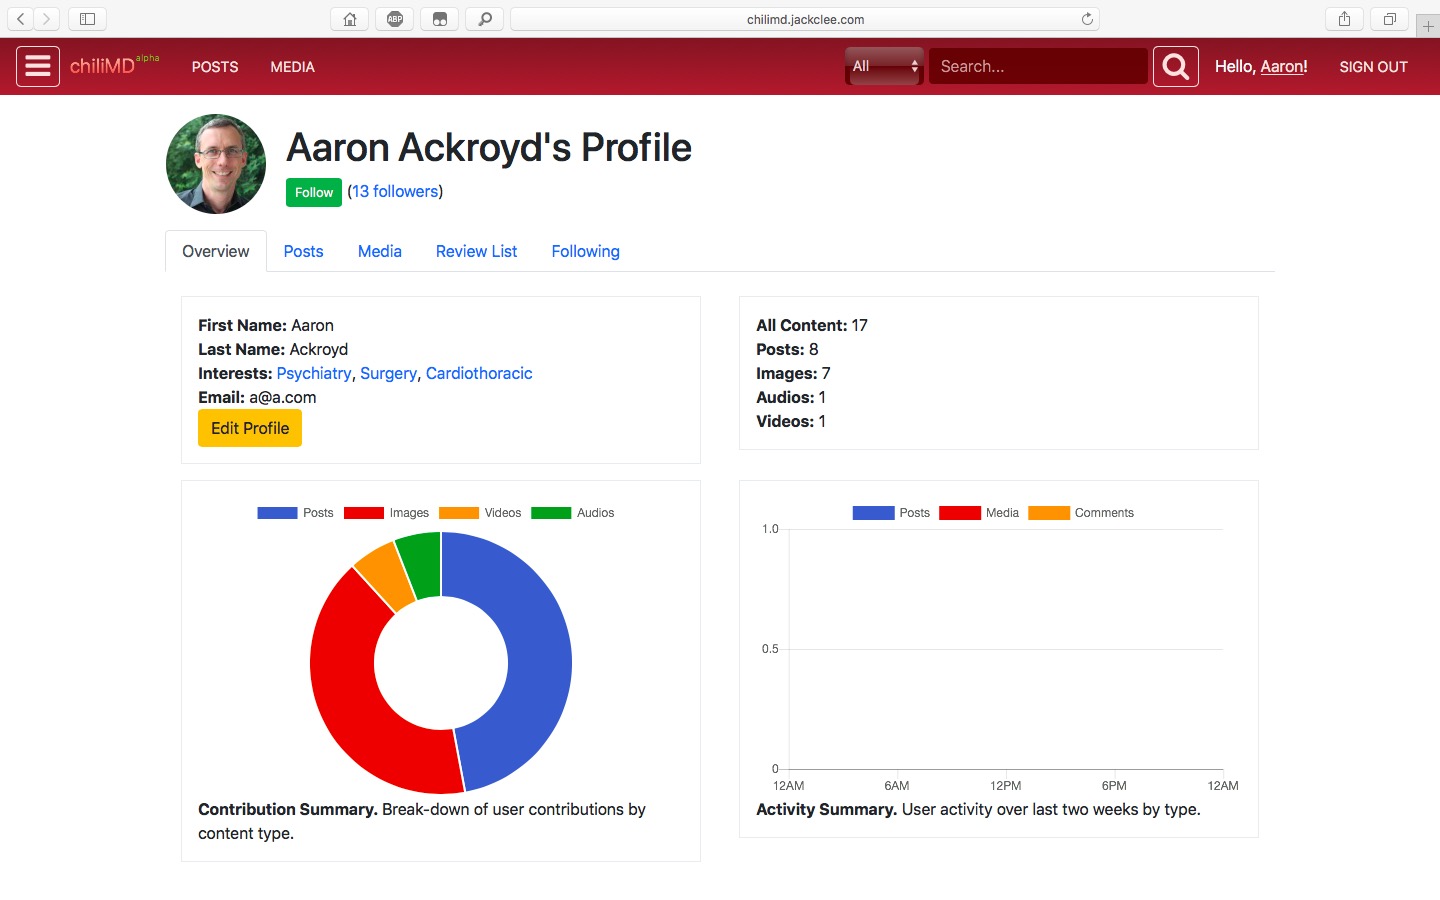 ABP
chilimd.jackclee.com
chiliMD alpha
POSTS
MEDIA
All
Search...
Hello, Aaron!
SIGN OUT
Aaron Ackroyd's Profile
Follow (13 followers)
Overview
Posts
Media
Review List
Following
First Name: Aaron
Last Name: Ackroyd
Interests: Psychiatry, Surgery, Cardiothoracic
Email: a@a.com
Edit Profile
All Content: 17
Posts: 8
Images: 7
Audios: 1
Videos: 1
Posts Images Videos Audios
Contribution Summary. Break-down of user contributions by
content type.
Posts Media Comments
1.0
0.5
0
12AM 6AM 12PM 6PM 12AM
Activity Summary. User activity over last two weeks by type.